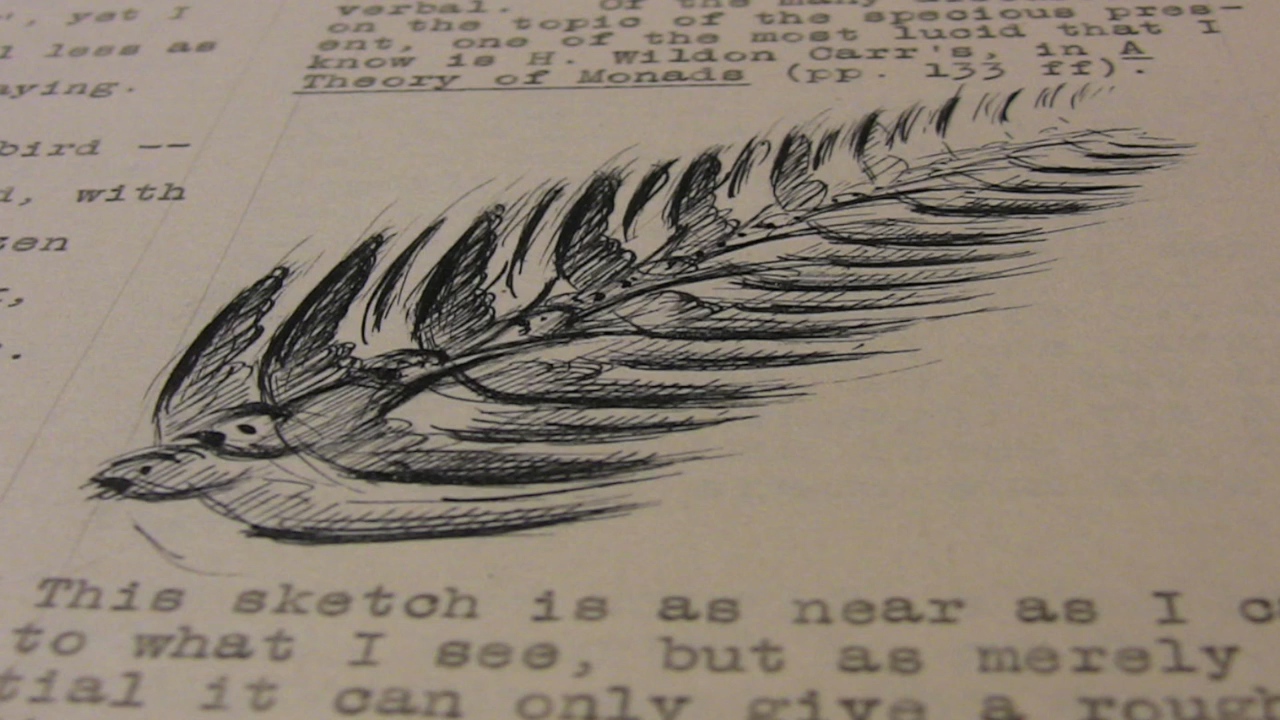 ", yet I
l less as
aying.
bird --
d, with
zen
verbal. Of the many
on the topic of the specious pres-
ent, one of the most lucid that I
know is H. Wildon Carr's, in A
Theory of Monads (pp. 133 ff).
This sketch is as near as I c
to what I see, but as merely
tial it can only give a rough